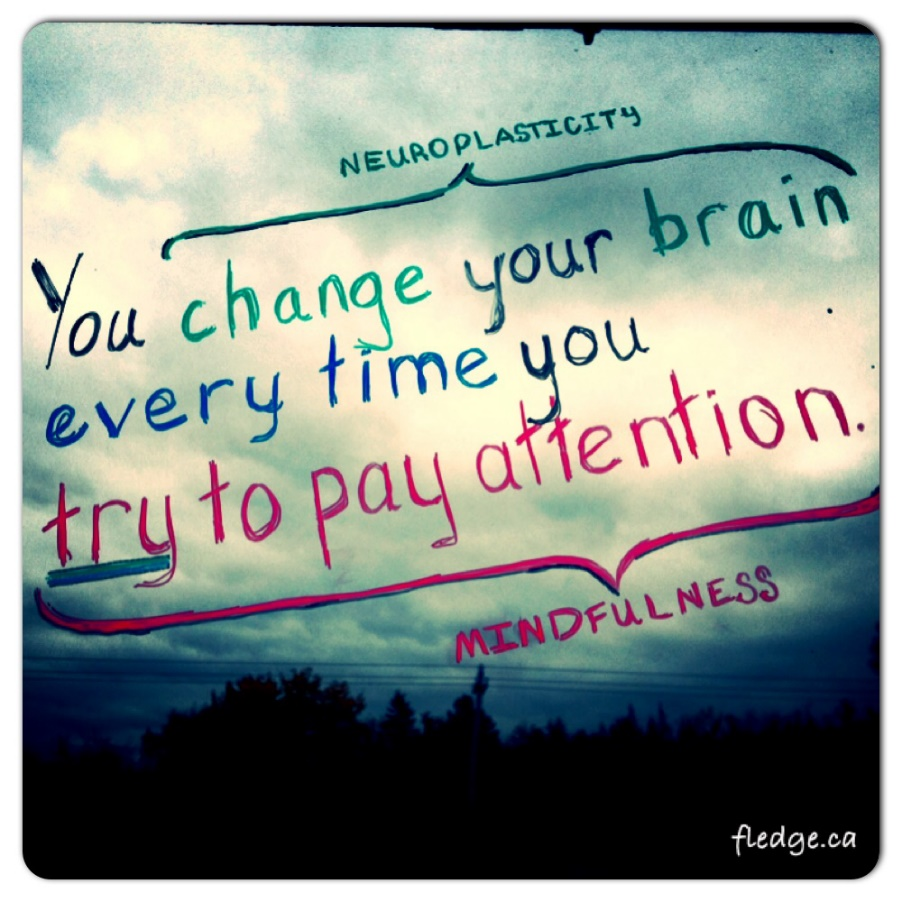 NEUROPLASTICITY
You change your brain
every time you
try to pay attention.
MINDFULNESS
fledge.ca